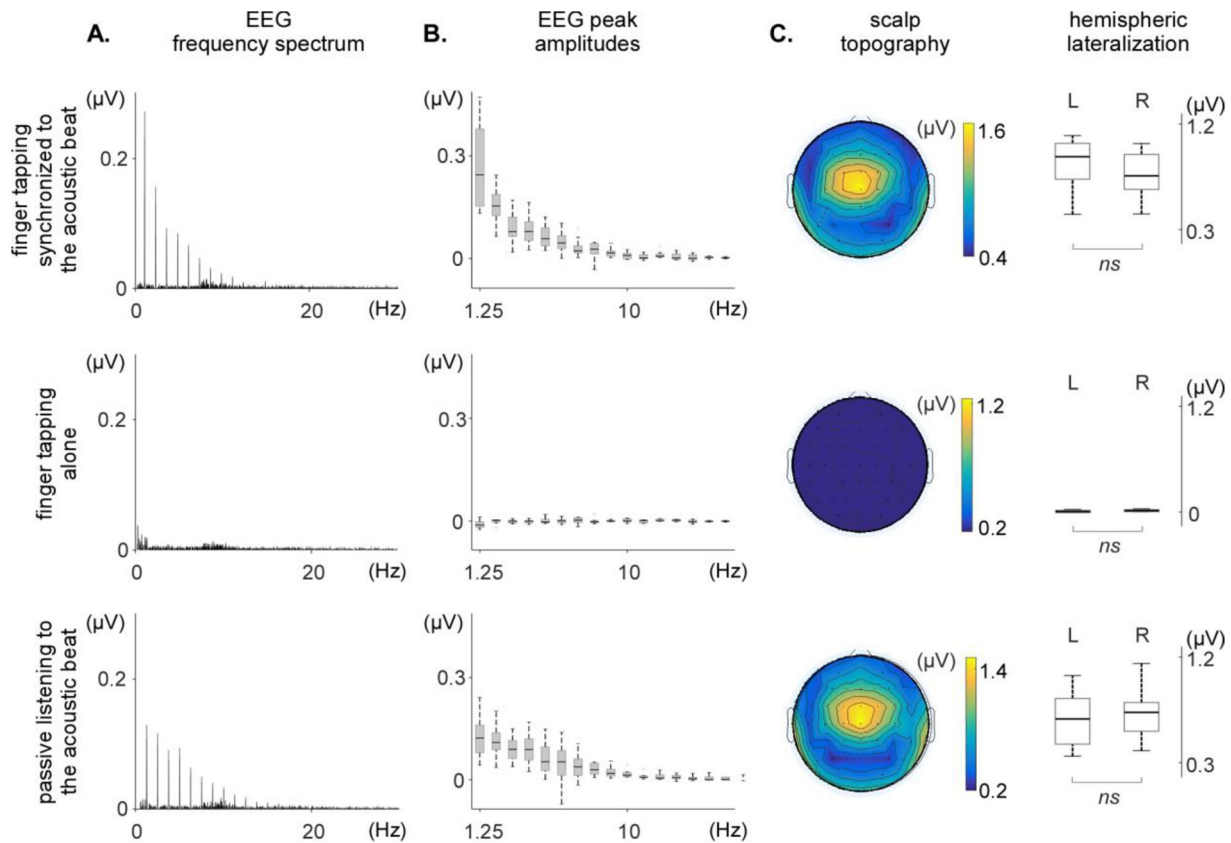 A.
EEG
frequency spectrum
B.
EEG peak
amplitudes
C.
scalp
topography
hemispheric
lateralization
finger tapping
synchronized to
the acoustic beat
(µV)
0.2
0
0
20
(Hz)
(µV)
0.3
0
1.25
10
(Hz)
(µV)
1.6
0.4
L
R
(µV)
1.2
0.3
ns
finger tapping
alone
(µV)
0.2
0
0
20
(Hz)
(µV)
0.3
0
1.25
10
(Hz)
(µV)
1.2
0.2
L
R
(µV)
1.2
0
ns
passive listening to
the acoustic beat
(µV)
0.2
0
0
20
(Hz)
(µV)
0.3
0
1.25
10
(Hz)
(µV)
1.4
0.2
L
R
(µV)
1.2
0.3
ns